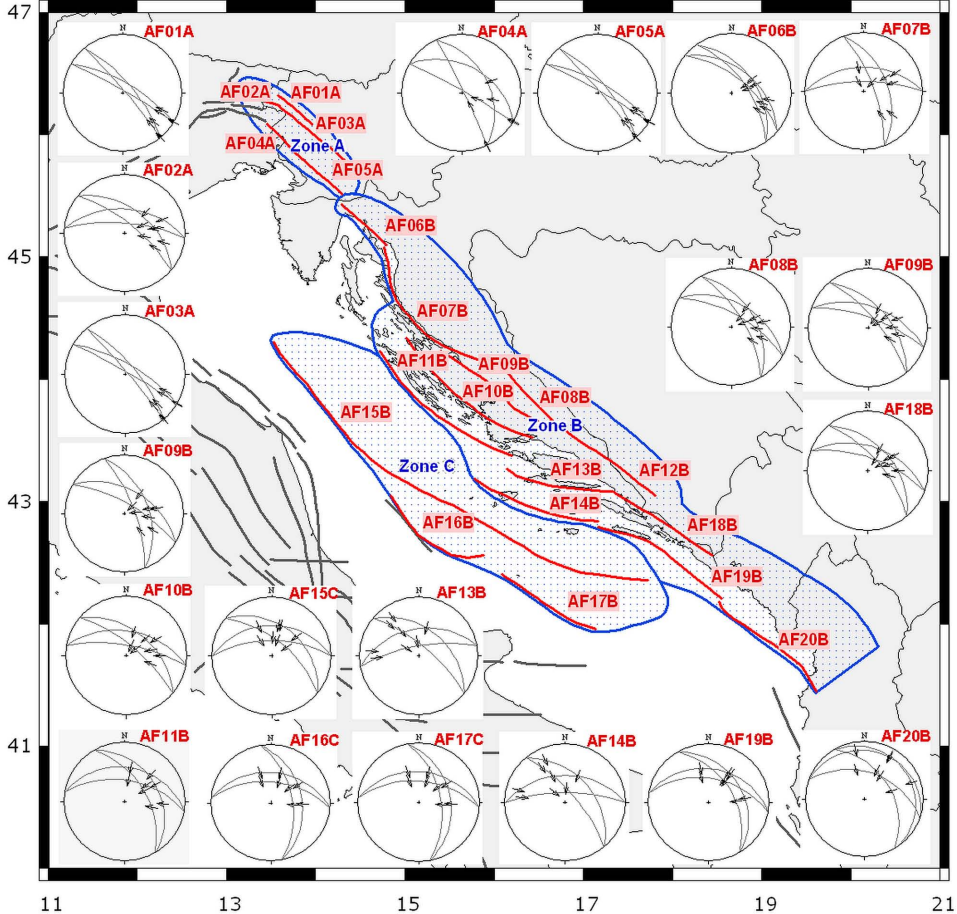 47
N
AF01A
N
AF04A
N
AF05A
N
AF06B
N
AF07B
AF02A
AF01A
AF03A
AF04A
Zone A
AF05A
N
AF02A
AF06B
45
N
AF08B
N
AF09B
N
AF03A
AF07B
AF11B
AF09B
AF10B
AF08B
AF15B
Zone B
N
AF18B
N
AF09B
Zone C
AF13B
AF12B
43
AF14B
AF16B
AF18B
AF19B
N
AF10B
N
AF15C
N
AF13B
AF17B
AF20B
41
N
AF11B
N
AF16C
N
AF17C
N
AF14B
N
AF19B
N
AF20B
11
13
15
17
19
21